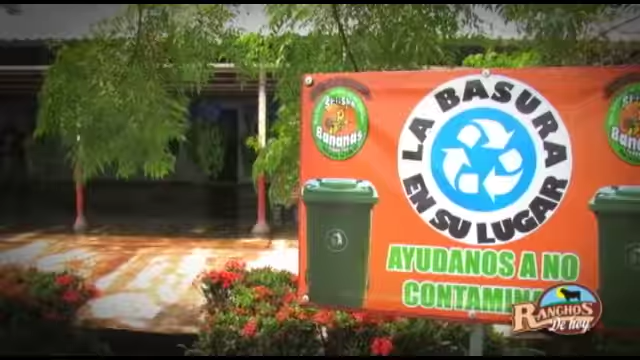 Bananas
LA BASURA
EN SU LUGAR
AYUDANOS A NO
RANCHOS
De hoy